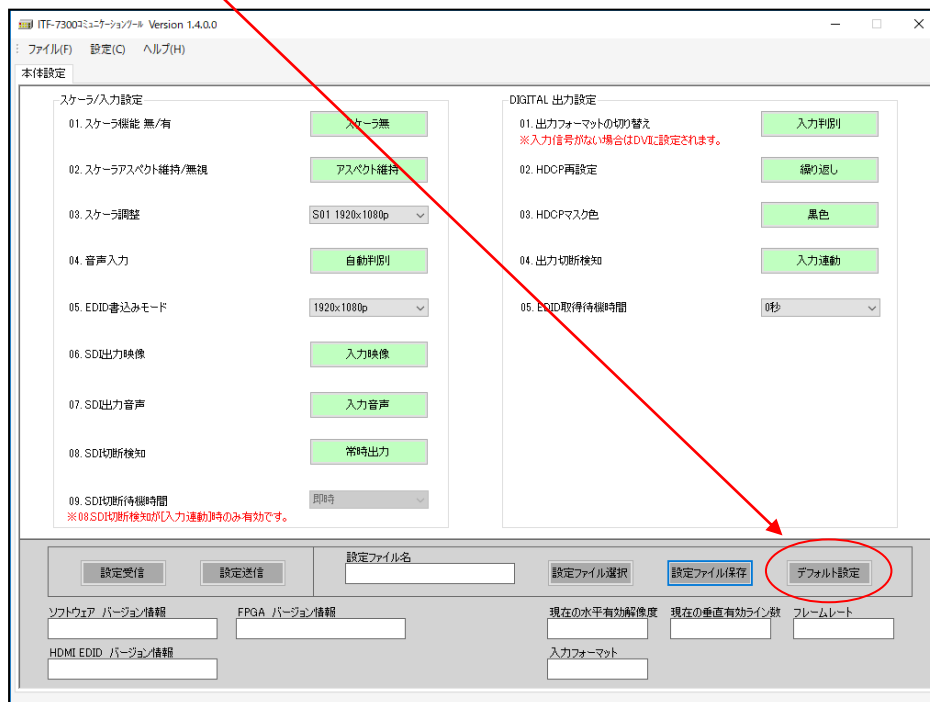 ITF-7300ｺﾐｭﾆｹｰｼｮﾝﾂｰﾙ Version 1.4.0.0
ファイル(F) 設定(C) ヘルプ(H)
本体設定
スケーラ/入力設定
01. スケーラ機能 無/有 スケーラ無
02. スケーラアスペクト維持/無視 アスペクト維持
03. スケーラ調整 S01 1920x1080p
04. 音声入力 自動判別
05. EDID書込みモード 1920x1080p
06. SDI出力映像 入力映像
07. SDI出力音声 入力音声
08. SDI切断検知 常時出力
09. SDI切断待機時間 即時
※08.SDI切断検知が[入力連動]時のみ有効です。
DIGITAL 出力設定
01. 出力フォーマットの切り替え 入力判別
※入力信号がない場合はDVIに設定されます。
02. HDCP再設定 繰り返し
03. HDCPマスク色 黒色
04. 出力切断検知 入力連動
05. EDID取得待機時間 0秒
設定受信 設定送信
設定ファイル名
設定ファイル選択 設定ファイル保存 デフォルト設定
ソフトウェア バージョン情報 FPGA バージョン情報
現在の水平有効解像度 現在の垂直有効ライン数 フレームレート
HDMI EDID バージョン情報
入力フォーマット